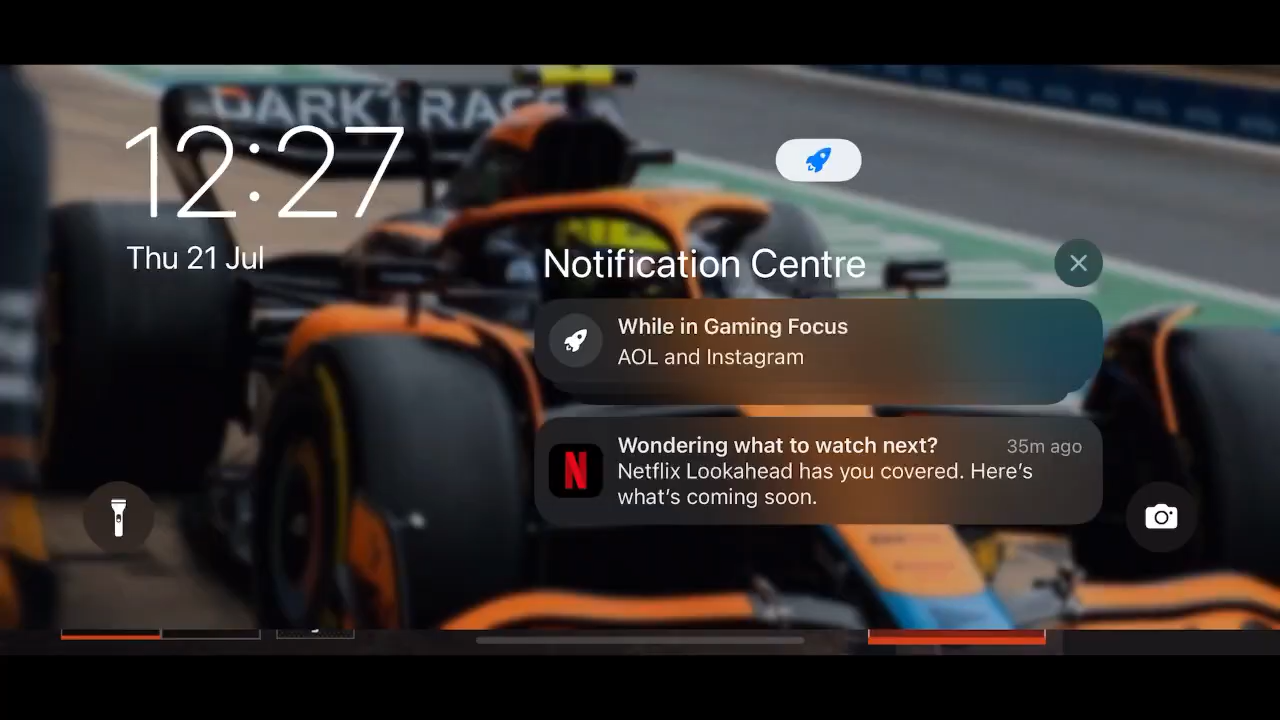 DARKTRACE
12:27
Thu 21 Jul
Notification Centre
While in Gaming Focus
AOL and Instagram
Wondering what to watch next?
35m ago
Netflix Lookahead has you covered. Here's
what's coming soon.